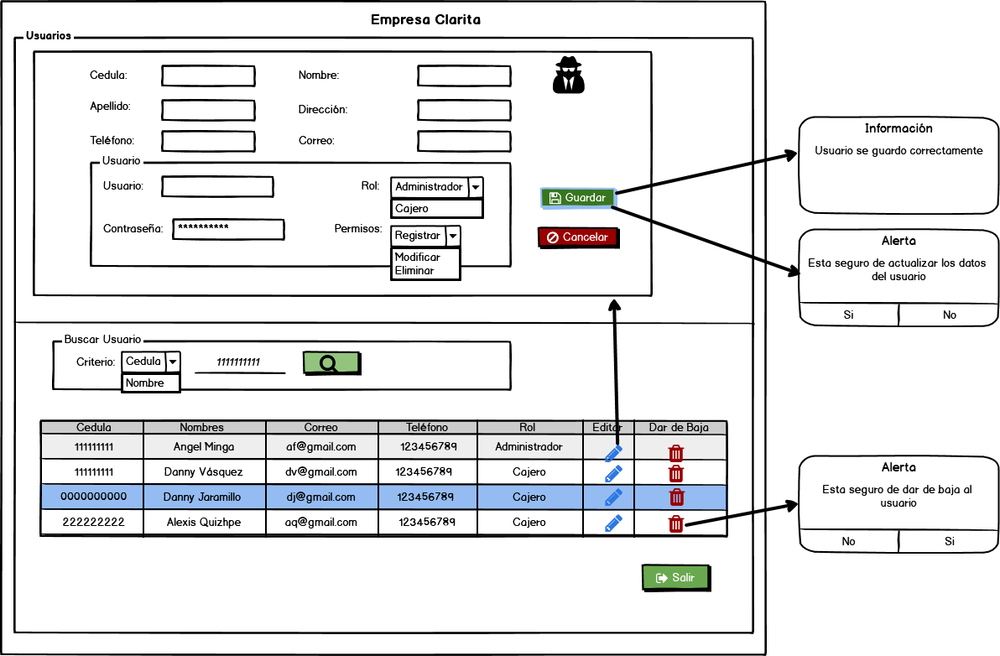 Empresa Clarita
Usuarios
Cedula:
Nombre:
Apellido:
Dirección:
Teléfono:
Correo:
Usuario
Usuario:
Rol:
Administrador
Cajero
Contraseña:
**********
Permisos:
Registrar
Modificar
Eliminar
Guardar
Cancelar
Información
Usuario se guardo correctamente
Alerta
Esta seguro de actualizar los datos
del usuario
Si No
Buscar Usuario
Criterio:
Cedula
Nombre
1111111111
Cedula Nombres Correo Teléfono Rol Editar Dar de Baja
111111111 Angel Minga af@gmail.com 123456789 Administrador
111111111 Danny Vásquez dv@gmail.com 123456789 Cajero
0000000000 Danny Jaramillo dj@gmail.com 123456789 Cajero
222222222 Alexis Quizhpe aq@gmail.com 123456789 Cajero
Alerta
Esta seguro de dar de baja al
usuario
No Si
Salir